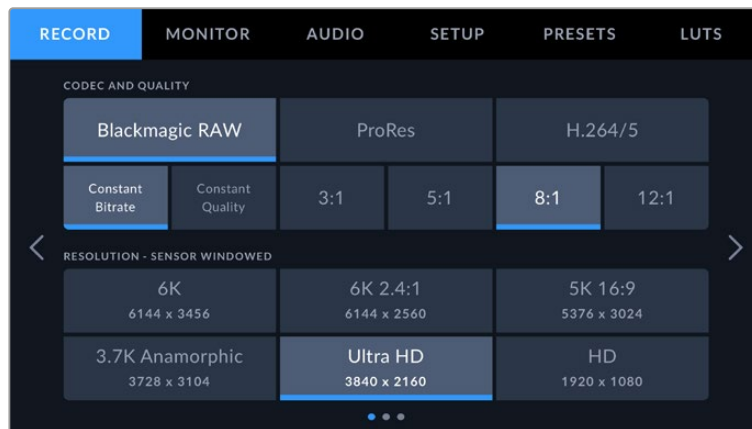 RECORD MONITOR AUDIO SETUP PRESETS LUTS
CODEC AND QUALITY
Blackmagic RAW ProRes H.264/5
Constant Bitrate Constant Quality 3:1 5:1 8:1 12:1
RESOLUTION - SENSOR WINDOWED
6K 6K 2.4:1 5K 16:9
6144 x 3456 6144 x 2560 5376 x 3024
3.7K Anamorphic Ultra HD HD
3728 x 3104 3840 x 2160 1920 x 1080